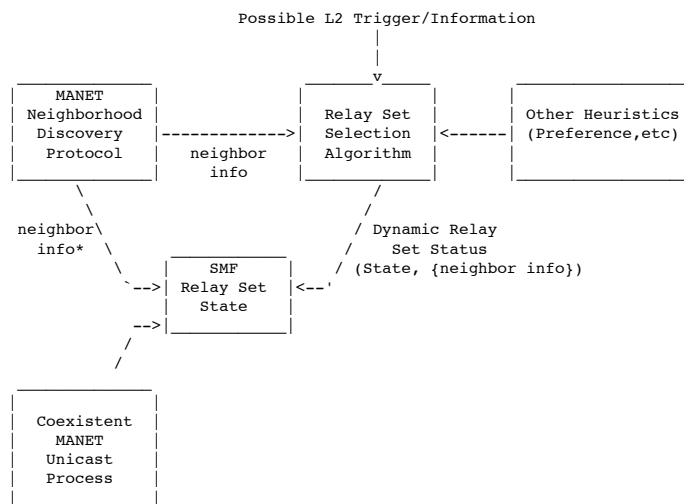 Possible L2 Trigger/Information
MANET
Neighborhood
Discovery
Protocol
neighbor
info
Relay Set
Selection
Algorithm
Other Heuristics
(Preference,etc)
neighbor
info*
Dynamic Relay
Set Status
(State, {neighbor info})
SMF
Relay Set
State
Coexistent
MANET
Unicast
Process